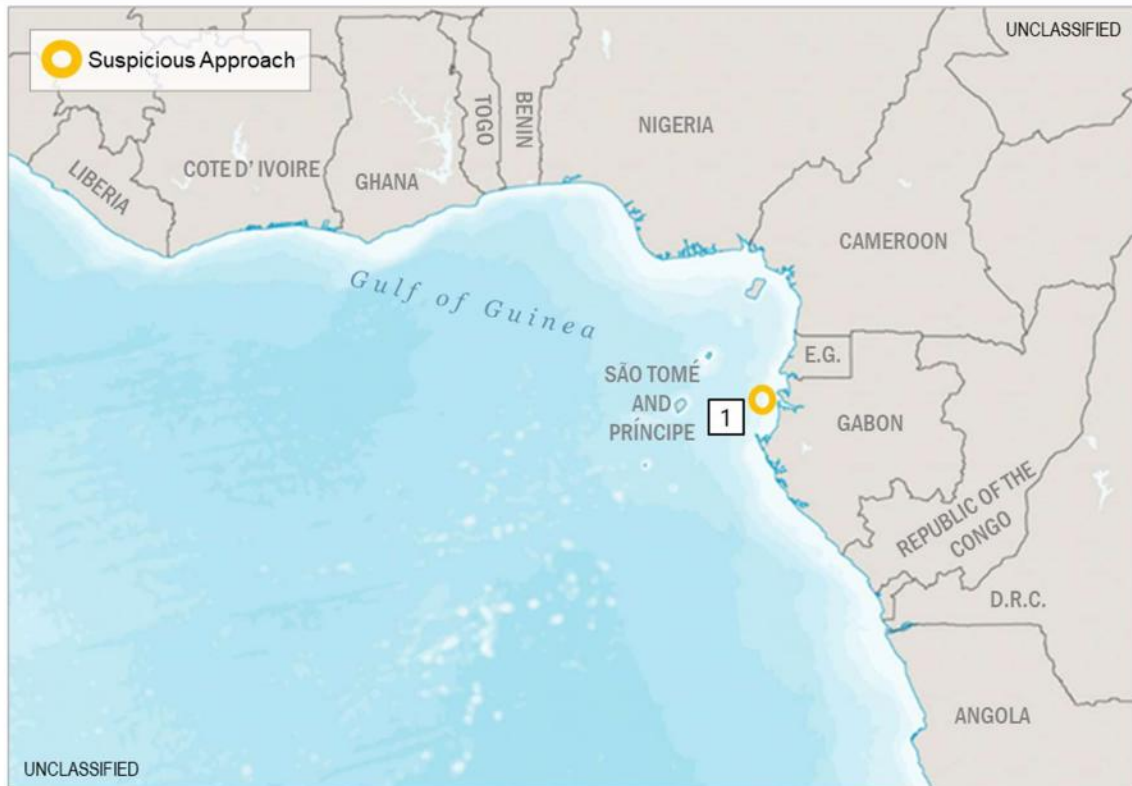 UNCLASSIFIED
Suspicious Approach
LIBERIA
COTE D' IVOIRE
GHANA
TOGO
BENIN
NIGERIA
CAMEROON
Gulf of Guinea
E.G.
SÃO TOMÉ
AND
PRÍNCIPE
1
GABON
REPUBLIC OF THE
CONGO
D.R.C.
ANGOLA
UNCLASSIFIED